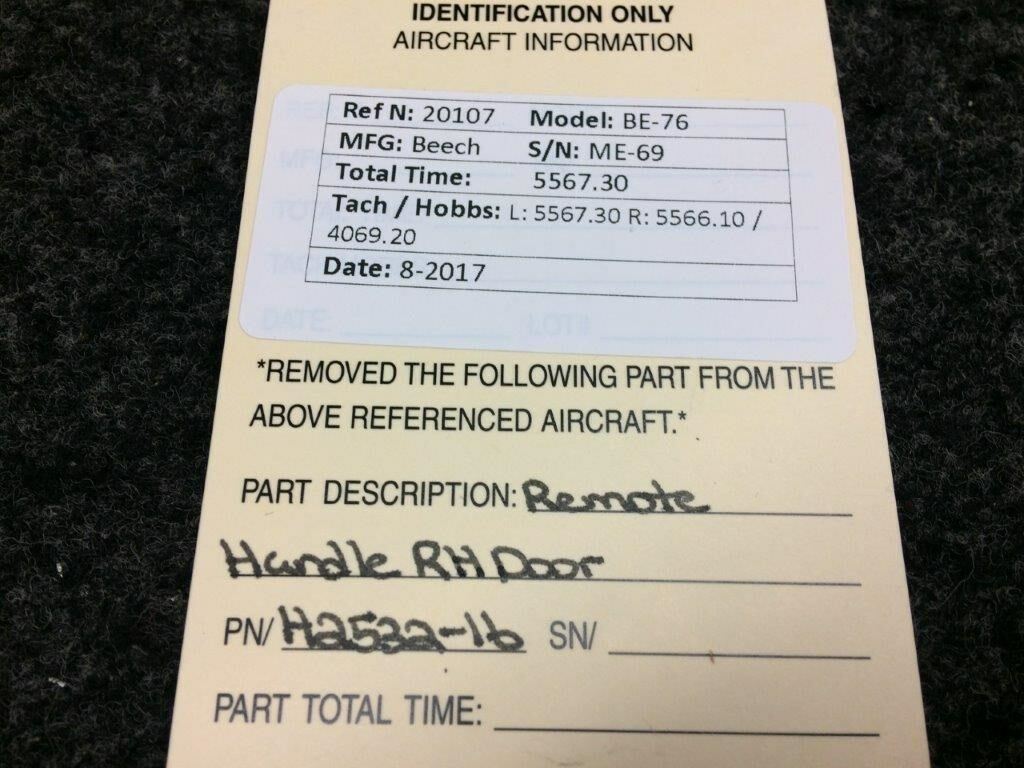 IDENTIFICATION ONLY
AIRCRAFT INFORMATION
Ref N: 20107 Model: BE-76
MFG: Beech S/N: ME-69
Total Time: 5567.30
Tach / Hobbs: L: 5567.30 R: 5566.10 /
4069.20
Date: 8-2017
DATE: LOT#
*REMOVED THE FOLLOWING PART FROM THE
ABOVE REFERENCED AIRCRAFT.*
PART DESCRIPTION: Remote
Handle RH Door
PN/ H2532-16 SN/
PART TOTAL TIME: